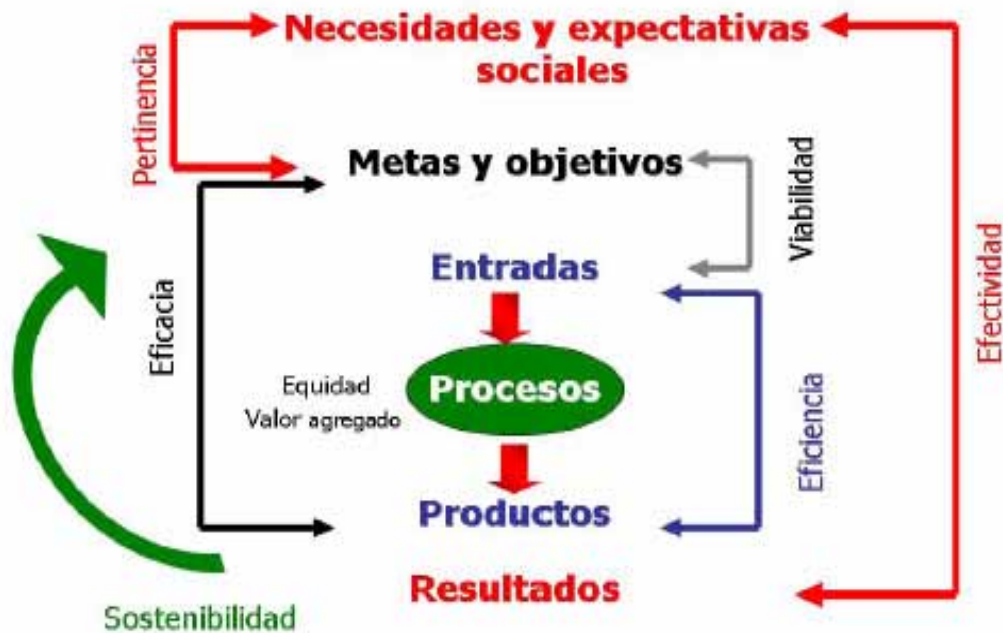 Necesidades y expectativas
sociales
Pertinencia
Metas y objetivos
Viabilidad
Entradas
Eficacia
Efectividad
Equidad
Valor agregado
Procesos
Eficiencia
Productos
Resultados
Sostenibilidad